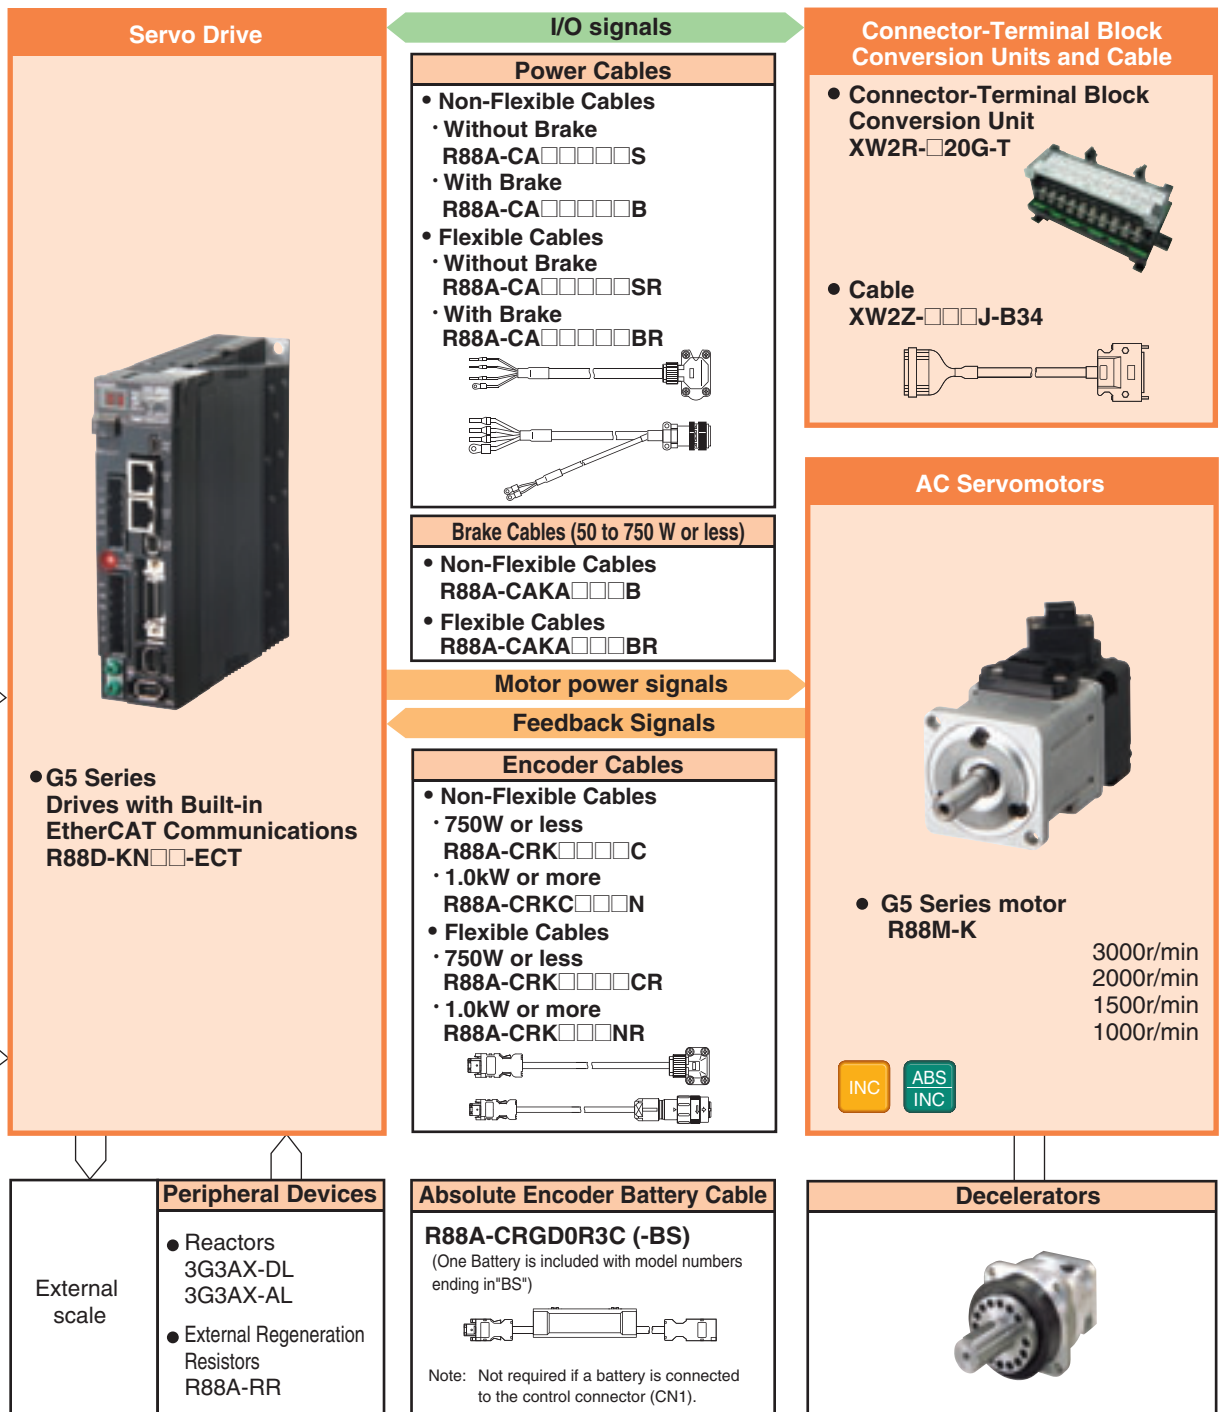 Servo Drive
• G5 Series
Drives with Built-in
EtherCAT Communications
R88D-KN□□-ECT
I/O signals
Power Cables
• Non-Flexible Cables
· Without Brake
R88A-CA□□□□□S
· With Brake
R88A-CA□□□□□B
• Flexible Cables
· Without Brake
R88A-CA□□□□□SR
· With Brake
R88A-CA□□□□□BR
Brake Cables (50 to 750 W or less)
• Non-Flexible Cables
R88A-CAKA□□□B
• Flexible Cables
R88A-CAKA□□□BR
Motor power signals
Feedback Signals
Encoder Cables
• Non-Flexible Cables
· 750W or less
R88A-CRK□□□□C
· 1.0kW or more
R88A-CRKC□□□N
• Flexible Cables
· 750W or less
R88A-CRK□□□□CR
· 1.0kW or more
R88A-CRK□□□NR
Connector-Terminal Block
Conversion Units and Cable
• Connector-Terminal Block
Conversion Unit
XW2R-□20G-T
• Cable
XW2Z-□□□J-B34
AC Servomotors
• G5 Series motor
R88M-K
3000r/min
2000r/min
1500r/min
1000r/min
INC
ABS
INC
External
scale
Peripheral Devices
• Reactors
3G3AX-DL
3G3AX-AL
• External Regeneration
Resistors
R88A-RR
Absolute Encoder Battery Cable
R88A-CRGD0R3C (-BS)
(One Battery is included with model numbers
ending in"BS")
Note: Not required if a battery is connected
to the control connector (CN1).
Decelerators